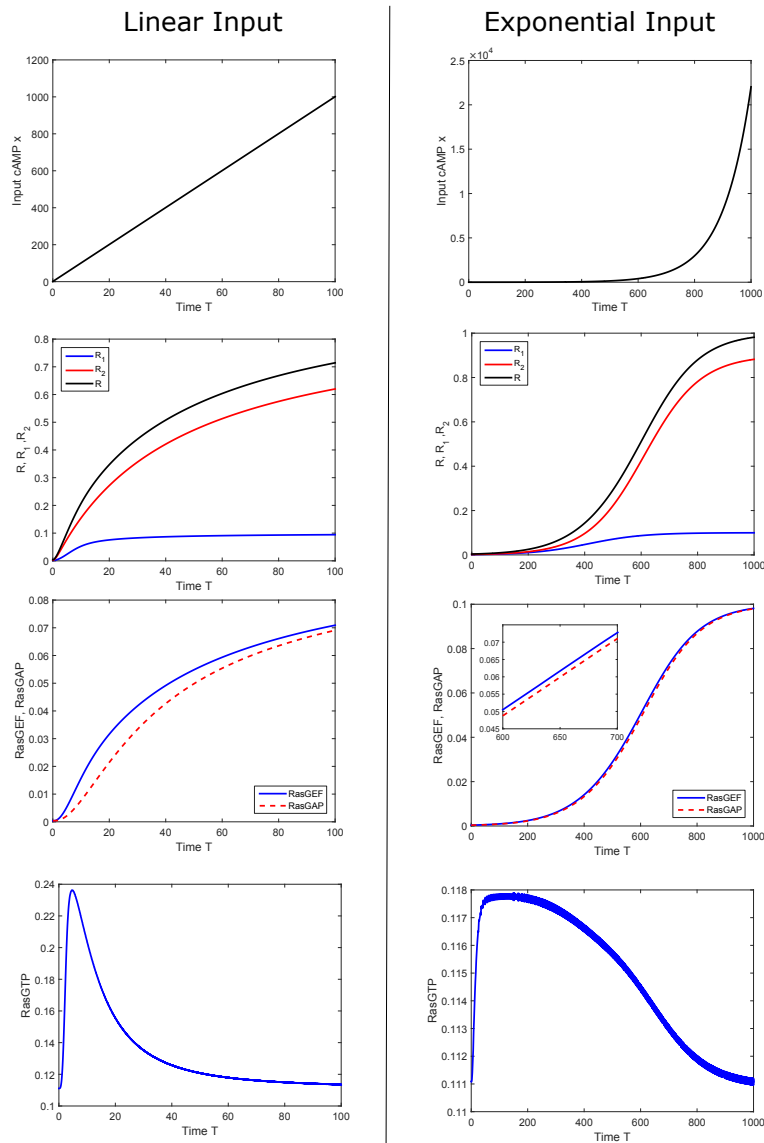 Linear Input
Exponential Input
1200
1000
800
600
400
200
0
Input cAMP x
0 20 40 60 80 100
Time T
×10^4
2.5
2
1.5
1
0.5
0
Input cAMP x
0 200 400 600 800 1000
Time T
0.8
0.7
0.6
0.5
0.4
0.3
0.2
0.1
0
R, R1 ,R2
R1
R2
R
0 20 40 60 80 100
Time T
1
0.8
0.6
0.4
0.2
0
R, R1 ,R2
R1
R2
R
0 200 400 600 800 1000
Time T
0.08
0.07
0.06
0.05
0.04
0.03
0.02
0.01
0
RasGEF, RasGAP
RasGEF
RasGAP
0 20 40 60 80 100
Time T
0.1
0.08
0.06
0.04
0.02
0
RasGEF, RasGAP
0.07
0.065
0.06
0.055
0.05
0.045
600 650 700
RasGEF
RasGAP
0 200 400 600 800 1000
Time T
0.24
0.22
0.2
0.18
0.16
0.14
0.12
0.1
RasGTP
0 20 40 60 80 100
Time T
0.118
0.117
0.116
0.115
0.114
0.113
0.112
0.111
0.11
RasGTP
0 200 400 600 800 1000
Time T